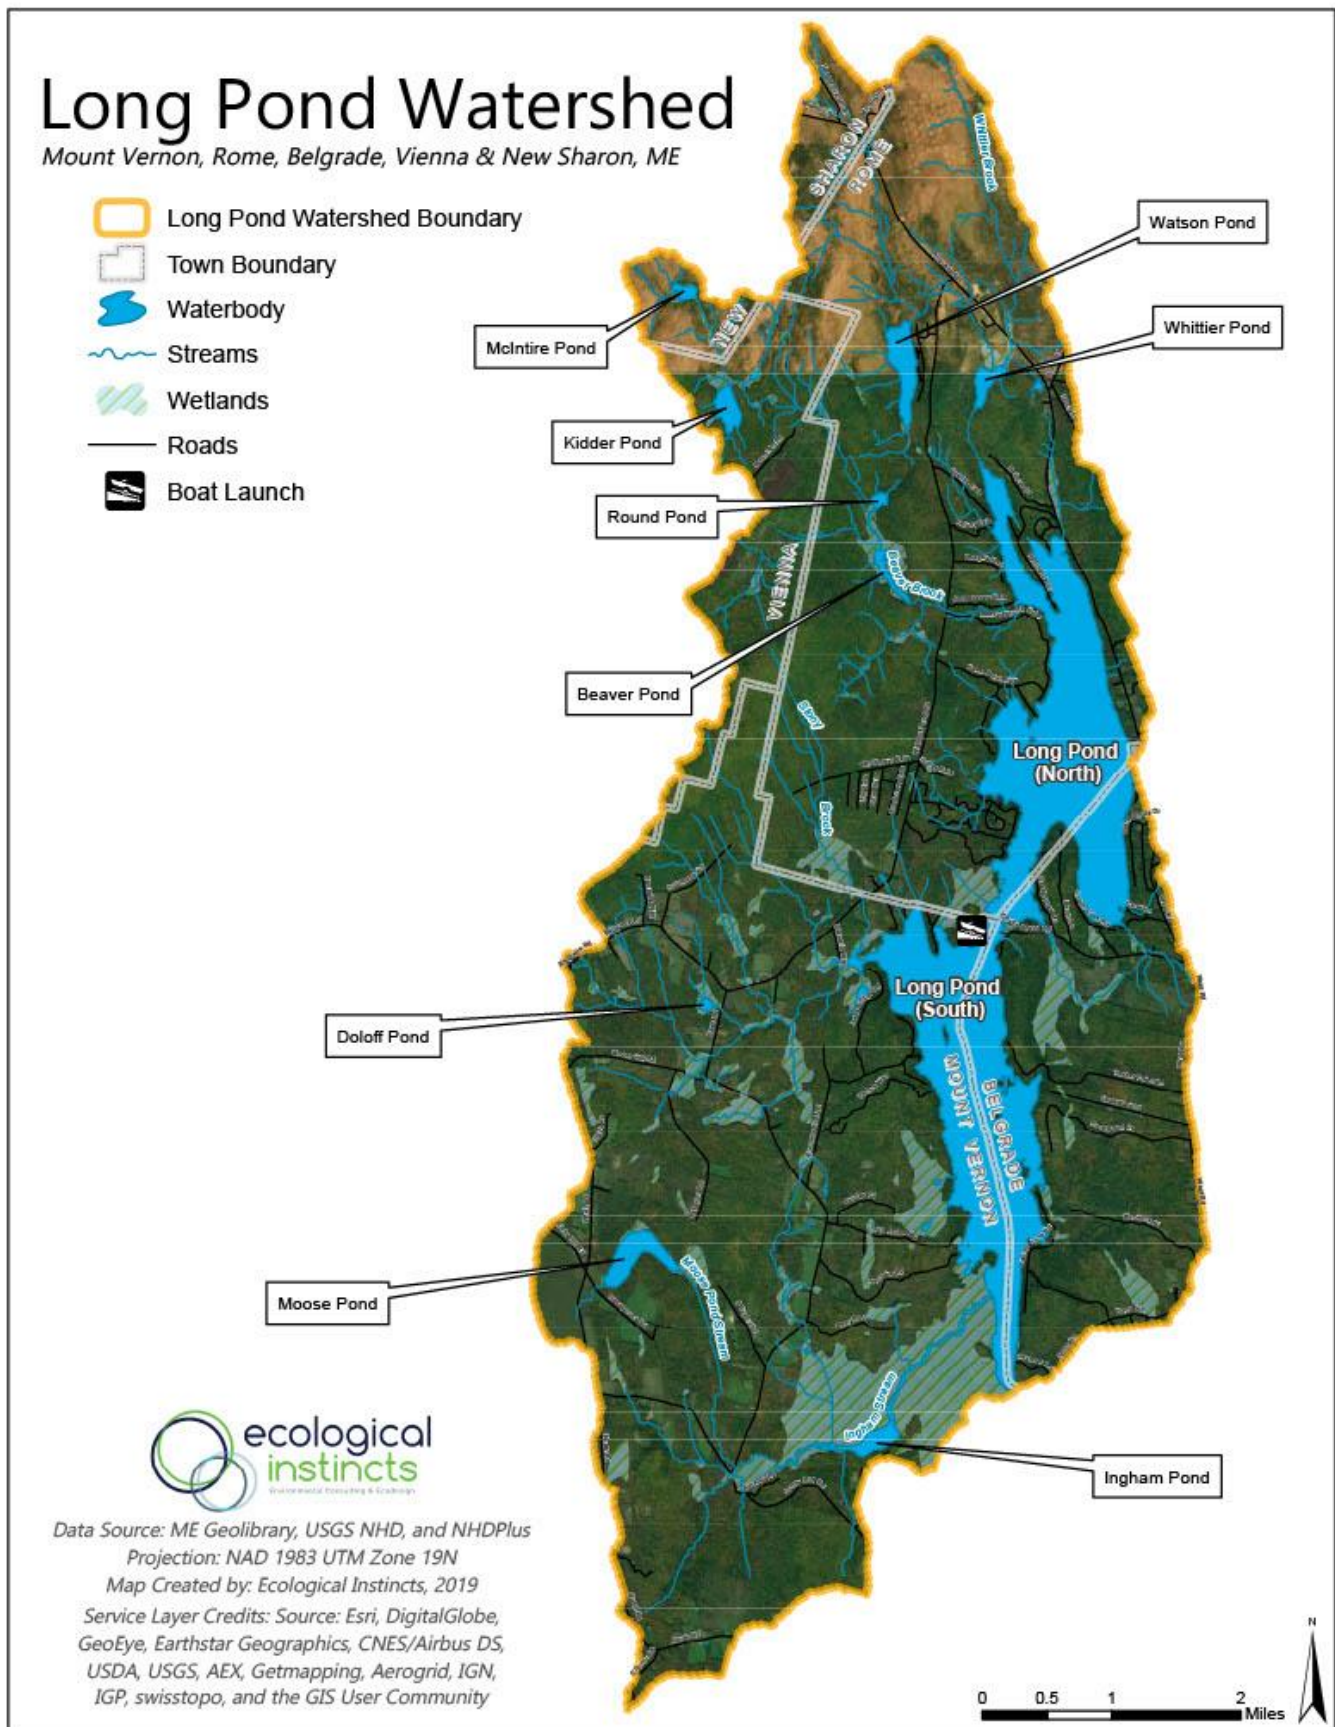 Long Pond Watershed
Mount Vernon, Rome, Belgrade, Vienna & New Sharon, ME
Long Pond Watershed Boundary
Town Boundary
Waterbody
Streams
Wetlands
Roads
Boat Launch
SHARON
ROME
Whittier Brook
Watson Pond
Whittier Pond
NEW
McIntire Pond
Kidder Pond
Round Pond
VIENNA
Beaver Brook
Beaver Pond
Stony
Brook
Long Pond
(North)
Long Pond
(South)
Doloff Pond
MOUNT VERNON
BELGRADE
Moose Pond
Moose Pond Stream
Ingham Stream
Ingham Pond
ecological
instincts
Environmental Consulting & Ecodesign
Data Source: ME Geolibrary, USGS NHD, and NHDPlus
Projection: NAD 1983 UTM Zone 19N
Map Created by: Ecological Instincts, 2019
Service Layer Credits: Source: Esri, DigitalGlobe,
GeoEye, Earthstar Geographics, CNES/Airbus DS,
USDA, USGS, AEX, Getmapping, Aerogrid, IGN,
IGP, swisstopo, and the GIS User Community
N
0 0.5 1 2
Miles